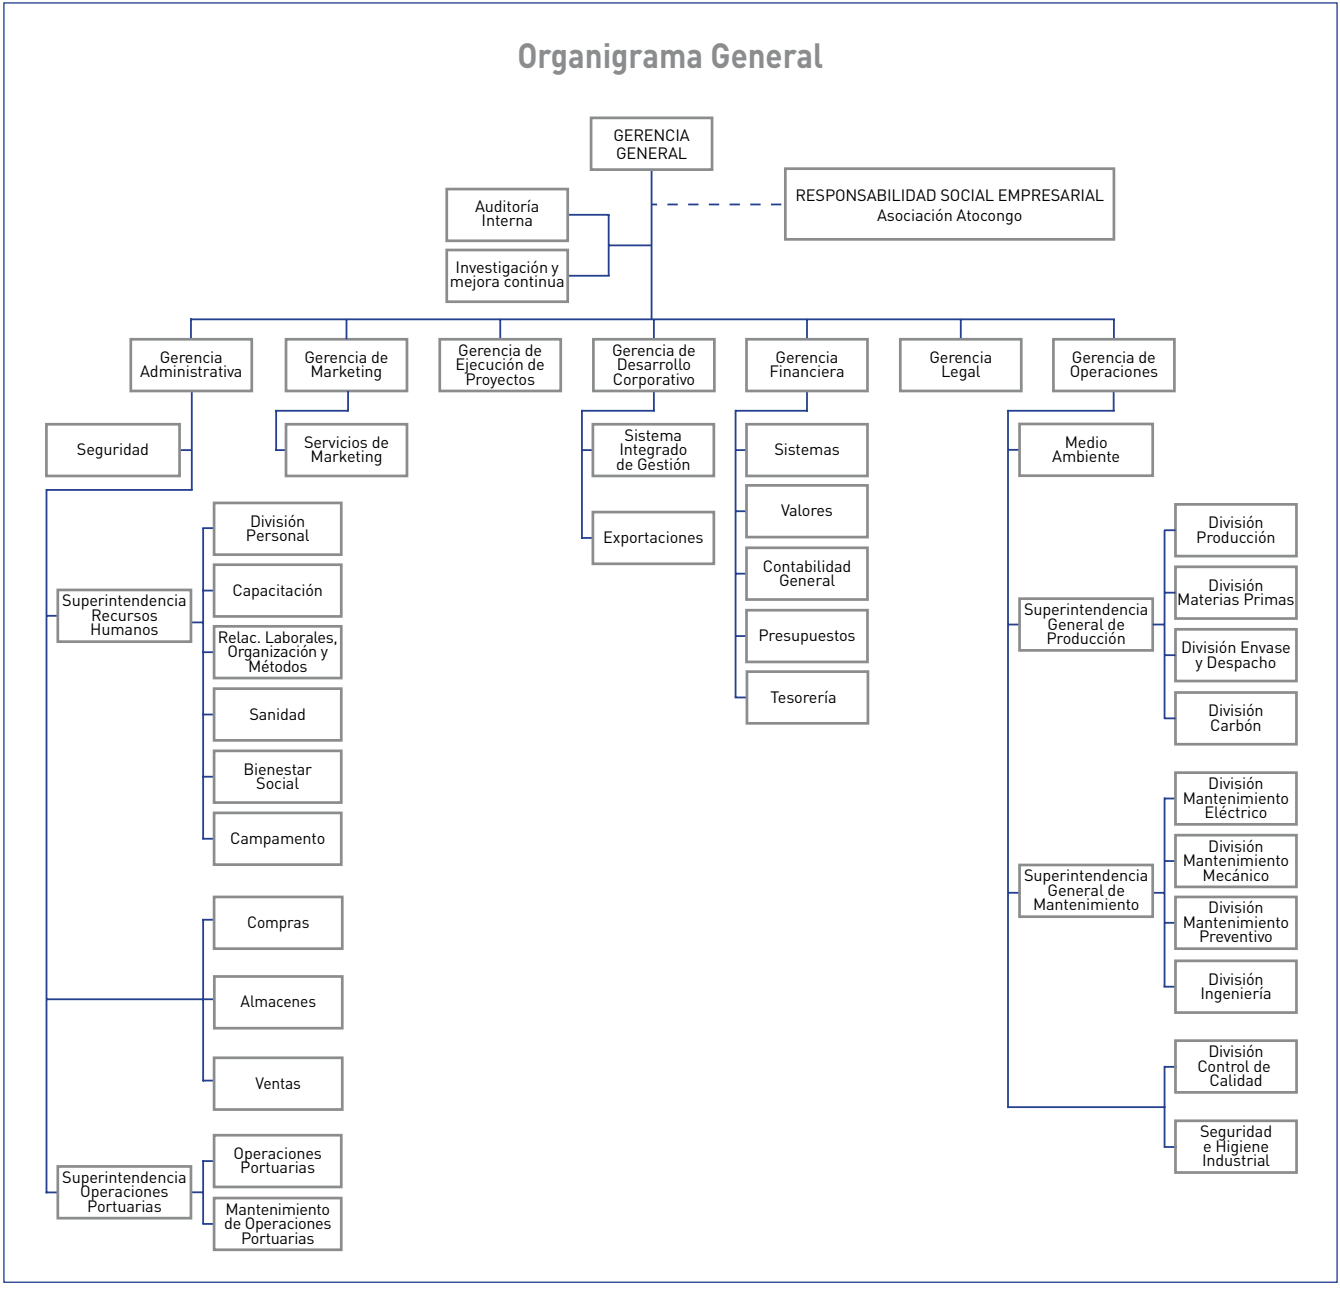 Organigrama General
GERENCIA
GENERAL
RESPONSABILIDAD SOCIAL EMPRESARIAL
Asociación Atocongo
Auditoría
Interna
Investigación y
mejora continua
Gerencia
Administrativa
Gerencia de
Marketing
Gerencia de
Ejecución de
Proyectos
Gerencia de
Desarrollo
Corporativo
Gerencia
Financiera
Gerencia
Legal
Gerencia de
Operaciones
Seguridad
Servicios de
Marketing
Sistema
Integrado
de Gestión
Exportaciones
Sistemas
Valores
Contabilidad
General
Presupuestos
Tesorería
Medio
Ambiente
Superintendencia
Recursos
Humanos
División
Personal
Capacitación
Relac. Laborales,
Organización y
Métodos
Sanidad
Bienestar
Social
Campamento
Compras
Almacenes
Ventas
Superintendencia
Operaciones
Portuarias
Operaciones
Portuarias
Mantenimiento
de Operaciones
Portuarias
Superintendencia
General de
Producción
División
Producción
División
Materias Primas
División Envase
y Despacho
División
Carbón
Superintendencia
General de
Mantenimiento
División
Mantenimiento
Eléctrico
División
Mantenimiento
Mecánico
División
Mantenimiento
Preventivo
División
Ingeniería
División
Control de
Calidad
Seguridad
e Higiene
Industrial